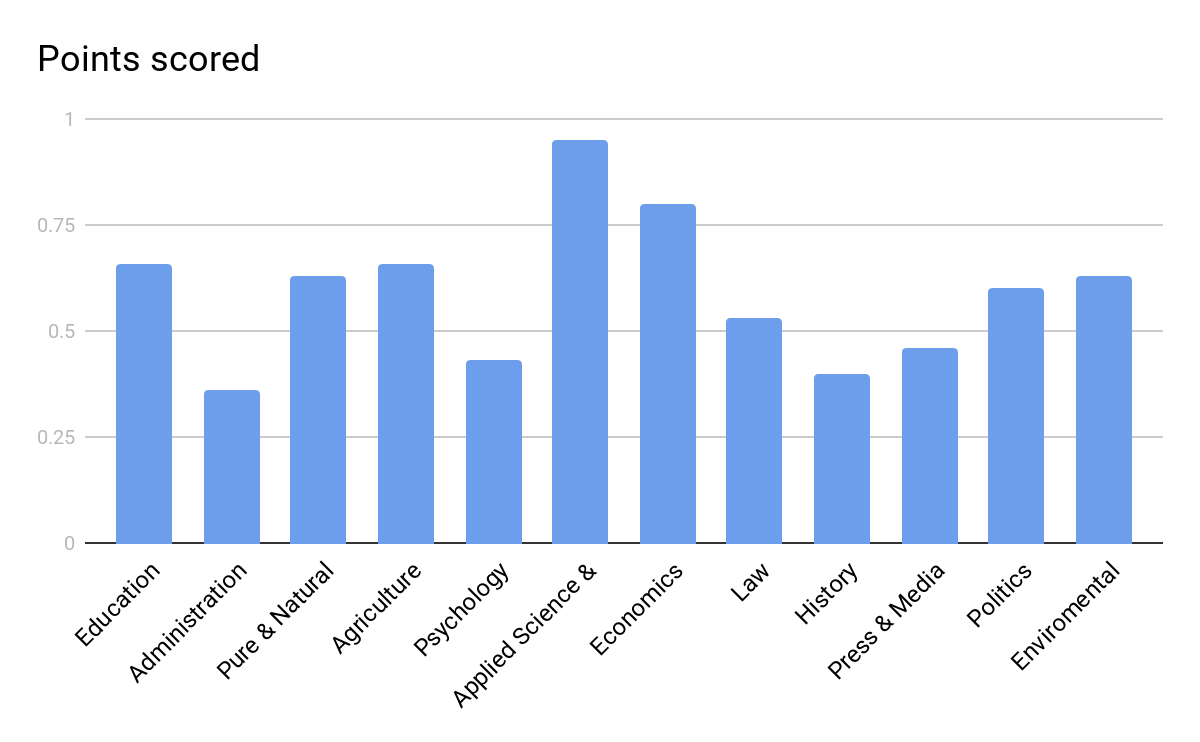 Points scored
1
0.75
0.5
0.25
0
Education
Administration
Pure & Natural
Agriculture
Psychology
Applied Science &
Economics
Law
History
Press & Media
Politics
Enviromental